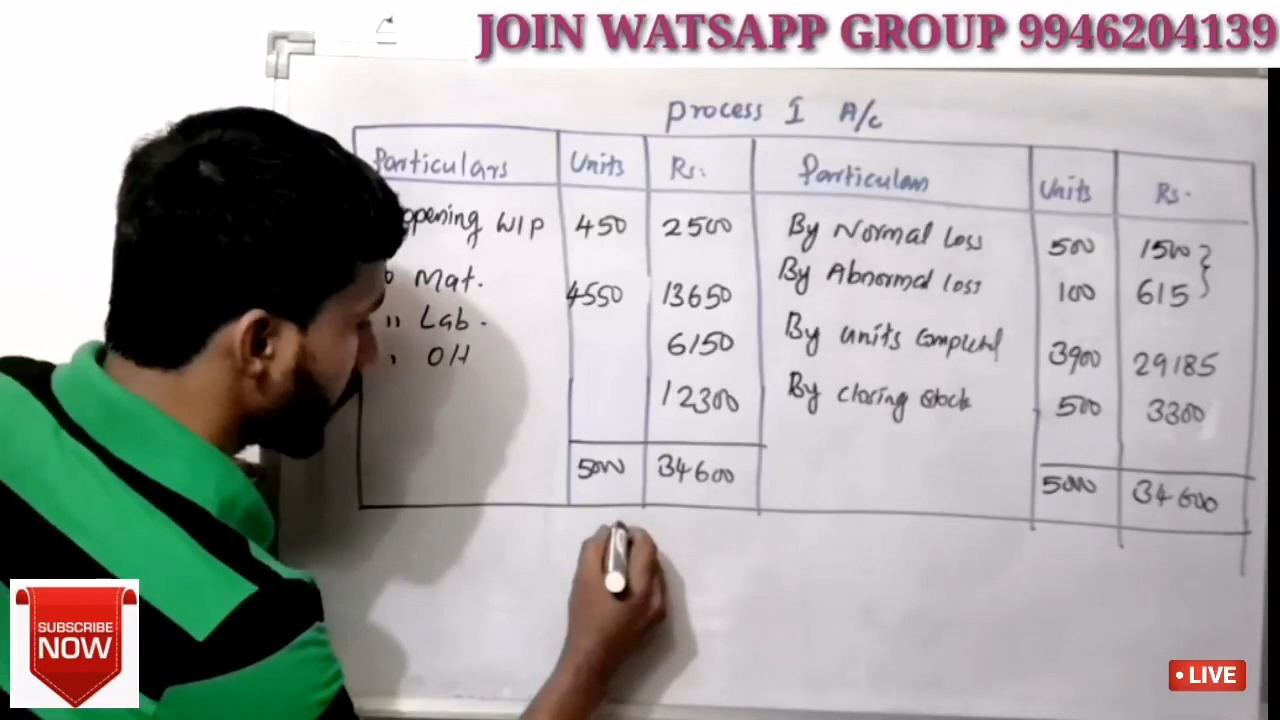 JOIN WATSAPP GROUP 9946204139
Process I A/c
Particulars Units Rs. Particulars Units Rs.
opening WIP 450 2500 By Normal Loss 500 1500
Mat. 4550 13650 By Abnormal loss 100 615
" Lab. 6150 By units Completed 3900 29185
" OH 12300 By closing stock 500 3300
5000 34600 5000 34600
SUBSCRIBE
NOW
LIVE